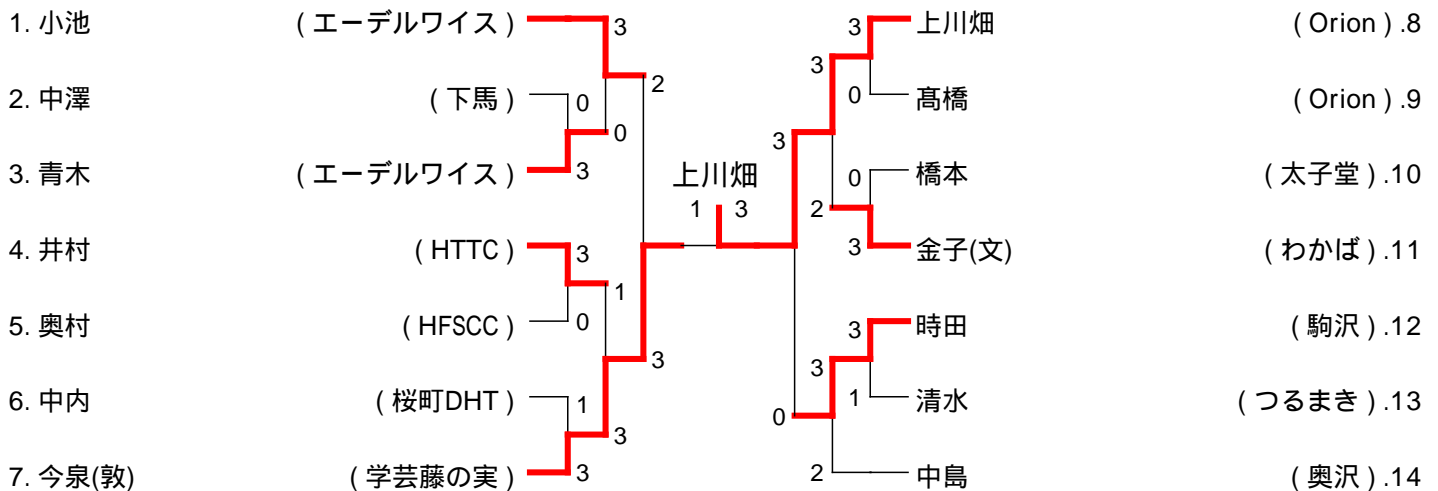 1. 小池 ( エーデルワイス ) 3 3 上川畑 ( Orion ) .8
2 3
2. 中澤 ( 下馬 ) 0 0 髙橋 ( Orion ) .9
0 3
3. 青木 ( エーデルワイス ) 3 上川畑 0 橋本 ( 太子堂 ) .10
1 3 2
4. 井村 ( HTTC ) 3 3 金子(文) ( わかば ) .11
1
5. 奥村 ( HFSCC ) 0 3 時田 ( 駒沢 ) .12
3 3
6. 中内 ( 桜町DHT ) 1 1 清水 ( つるまき ) .13
3 0
7. 今泉(敦) ( 学芸藤の実 ) 3 2 中島 ( 奥沢 ) .14